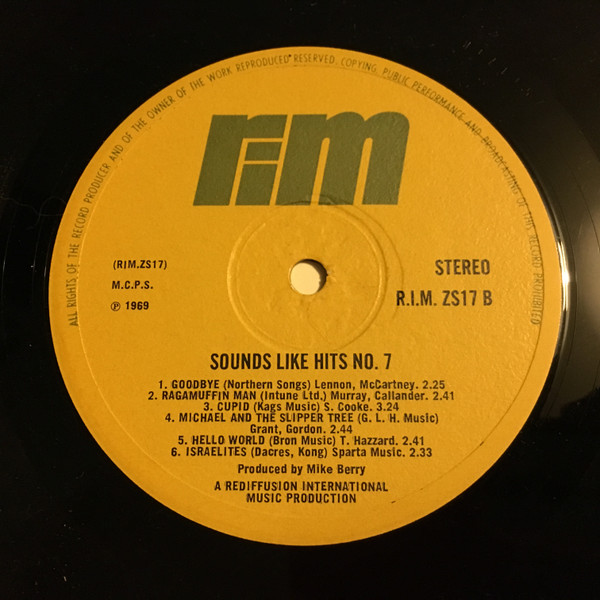 ALL RIGHTS OF THE RECORD PRODUCER AND OF THE OWNER OF THE WORK REPRODUCED RESERVED. COPYING, PUBLIC PERFORMANCE AND BROADCASTING OF THIS RECORD PROHIBITED
rim
(RIM.ZS17)
M.C.P.S.
℗ 1969
STEREO
R.I.M. ZS17 B
SOUNDS LIKE HITS NO. 7
1. GOODBYE (Northern Songs) Lennon, McCartney. 2.25
2. RAGAMUFFIN MAN (Intune Ltd.) Murray, Callander. 2.41
3. CUPID (Kags Music) S. Cooke. 3.24
4. MICHAEL AND THE SLIPPER TREE (G. L. H. Music)
Grant, Gordon. 2.44
5. HELLO WORLD (Bron Music) T. Hazzard. 2.41
6. ISRAELITES (Dacres, Kong) Sparta Music. 2.33
Produced by Mike Berry
A REDIFFUSION INTERNATIONAL
MUSIC PRODUCTION